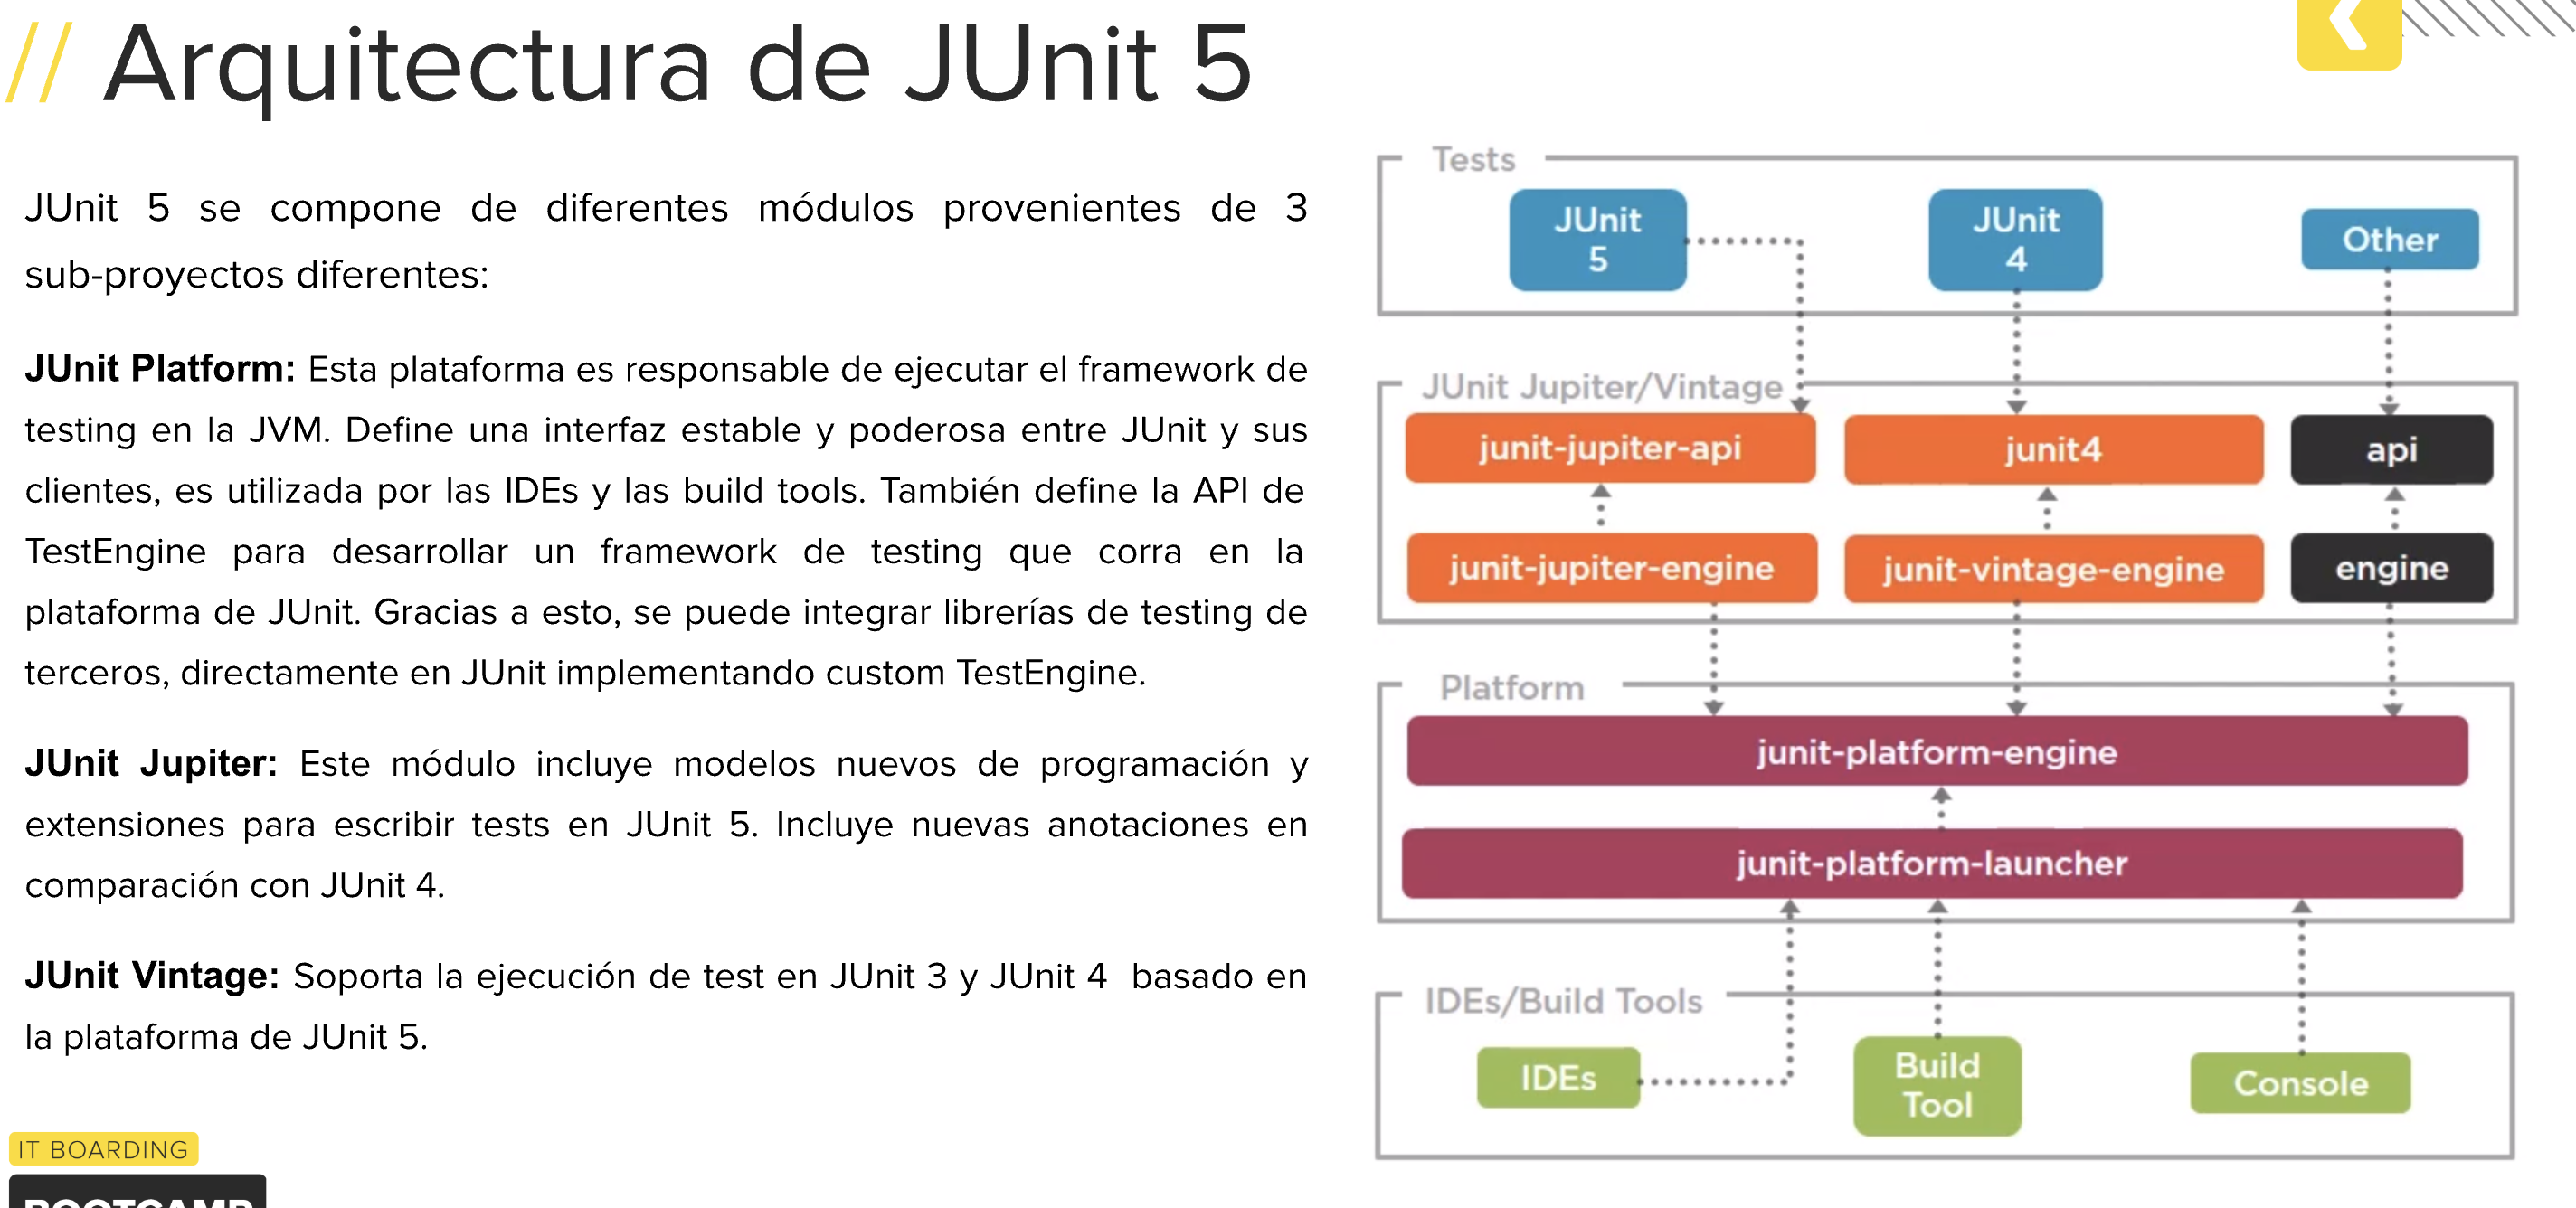 // Arquitectura de JUnit 5
JUnit 5 se compone de diferentes módulos provenientes de 3
sub-proyectos diferentes:
JUnit Platform: Esta plataforma es responsable de ejecutar el framework de
testing en la JVM. Define una interfaz estable y poderosa entre JUnit y sus
clientes, es utilizada por las IDEs y las build tools. También define la API de
TestEngine para desarrollar un framework de testing que corra en la
plataforma de JUnit. Gracias a esto, se puede integrar librerías de testing de
terceros, directamente en JUnit implementando custom TestEngine.
JUnit Jupiter: Este módulo incluye modelos nuevos de programación y
extensiones para escribir tests en JUnit 5. Incluye nuevas anotaciones en
comparación con JUnit 4.
JUnit Vintage: Soporta la ejecución de test en JUnit 3 y JUnit 4 basado en
la plataforma de JUnit 5.
IT BOARDING
BOOTCAMP
Tests
JUnit
5
JUnit
4
Other
JUnit Jupiter/Vintage
junit-jupiter-api
junit4
api
junit-jupiter-engine
junit-vintage-engine
engine
Platform
junit-platform-engine
junit-platform-launcher
IDEs/Build Tools
IDEs
Build
Tool
Console